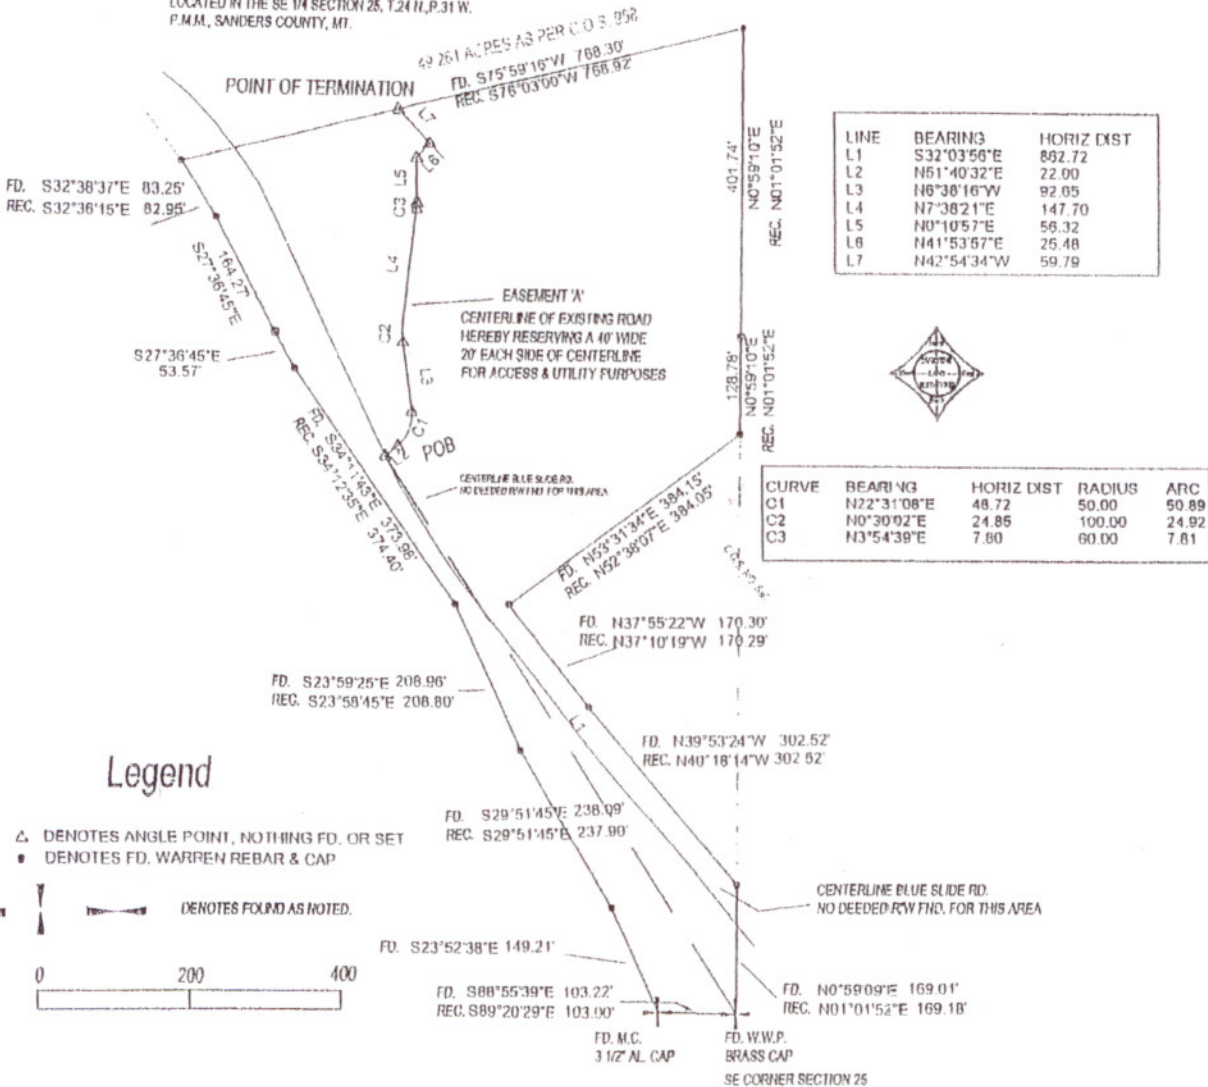 LOCATED IN THE SE 1/4 SECTION 25, T.24 N.,P.31 W.
P.M.M., SANDERS COUNTY, MT.
49.261 ACRES AS PER C.O.S. 958
FD. S75°59'16"W 768.30'
REC. S76°03'00"W 768.92'
POINT OF TERMINATION
L7
L6
L5
C3
L4
C2
L3
C1
L2
POB
FD. S32°38'37"E 83.25'
REC. S32°36'15"E 82.95'
164.27'
S27°36'45"E
S27°36'45"E
53.57'
EASEMENT 'A'
CENTERLINE OF EXISTING ROAD
HEREBY RESERVING A 40' WIDE
20' EACH SIDE OF CENTERLINE
FOR ACCESS & UTILITY PURPOSES
401.74'
N0°59'10"E
REC. N01°01'52"E
128.78'
N0°59'10"E
REC. N01°01'52"E
LINE BEARING HORIZ DIST
L1 S32°03'56"E 862.72
L2 N51°40'32"E 22.00
L3 N6°38'16"W 92.65
L4 N7°38'21"E 147.70
L5 N0°10'57"E 56.32
L6 N41°53'57"E 25.48
L7 N42°54'34"W 59.79
CURVE BEARING HORIZ DIST RADIUS ARC
C1 N22°31'08"E 48.72 50.00 50.89
C2 N0°30'02"E 24.85 100.00 24.92
C3 N3°54'39"E 7.80 60.00 7.81
FD. S34°11'43"E 373.98'
REC. S34°12'35"E 374.40'
CENTERLINE BLUE SLIDE RD.
NO DEEDED R/W FND. FOR THIS AREA
FD. N53°31'34"E 384.15'
REC. N52°38'07"E 384.05'
FD. N37°55'22"W 170.30'
REC. N37°10'19"W 170.29'
FD. S23°59'25"E 208.96'
REC. S23°58'45"E 208.80'
L1
FD. N39°53'24"W 302.52'
REC. N40°18'14"W 302.62'
Legend
DENOTES ANGLE POINT, NOTHING FD. OR SET
DENOTES FD. WARREN REBAR & CAP
DENOTES FOUND AS NOTED.
0 200 400
FD. S29°51'45"E 238.09'
REC. S29°51'45"E 237.90'
CENTERLINE BLUE SLIDE RD.
NO DEEDED R/W FND. FOR THIS AREA
FD. S23°52'38"E 149.21'
FD. S88°55'39"E 103.22'
REC. S89°20'29"E 103.00'
FD. N0°59'09"E 169.01'
REC. N01°01'52"E 169.18'
FD. M.C.
3 1/2" AL. CAP
FD. W.W.P.
BRASS CAP
SE CORNER SECTION 25